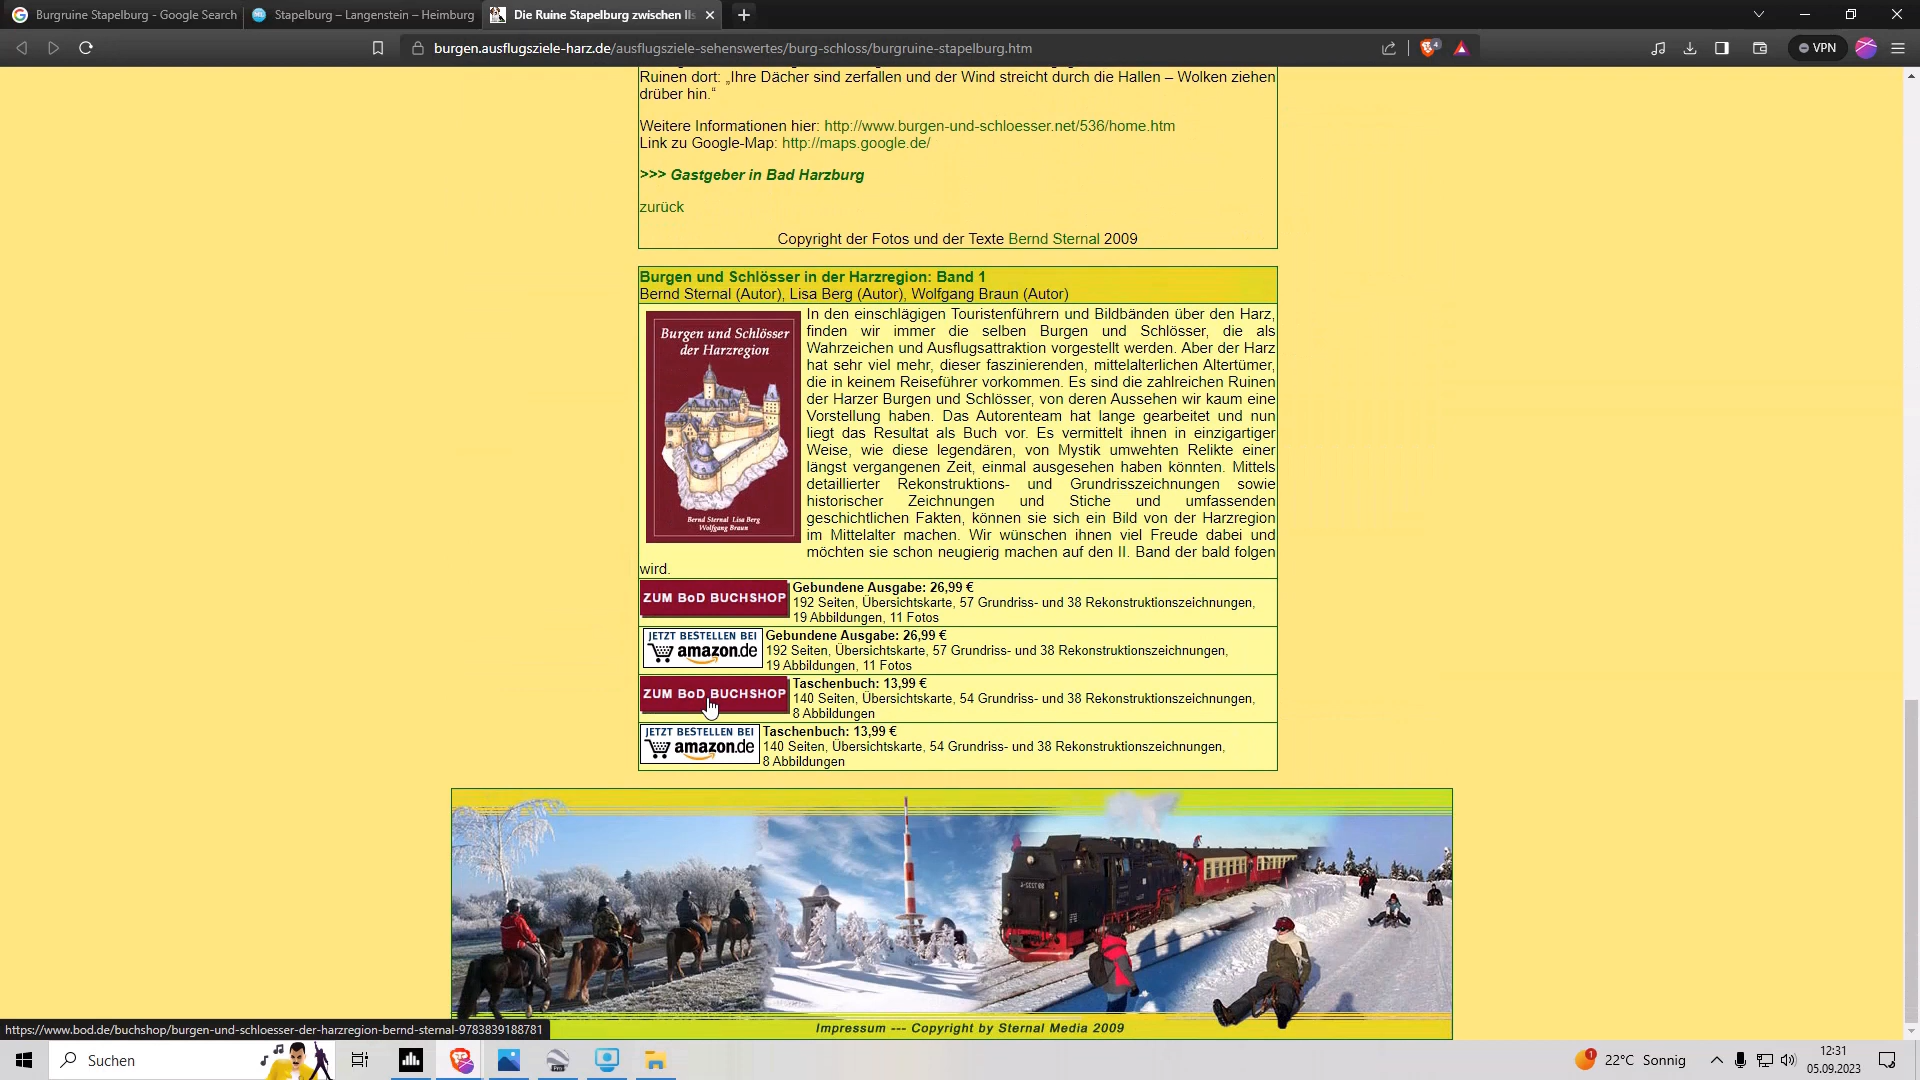 Burgruine Stapelburg - Google Search
Stapelburg – Langenstein – Heimburg
Die Ruine Stapelburg zwischen Ils
burgen.ausflugsziele-harz.de/ausflugsziele-sehenswertes/burg-schloss/burgruine-stapelburg.htm
4
VPN
Ruinen dort: „Ihre Dächer sind zerfallen und der Wind streicht durch die Hallen – Wolken ziehen
drüber hin.“
Weitere Informationen hier: http://www.burgen-und-schloesser.net/536/home.htm
Link zu Google-Map: http://maps.google.de/
>>> Gastgeber in Bad Harzburg
zurück
Copyright der Fotos und der Texte Bernd Sternal 2009
Burgen und Schlösser in der Harzregion: Band 1
Bernd Sternal (Autor), Lisa Berg (Autor), Wolfgang Braun (Autor)
Burgen und Schlösser
der Harzregion
Bernd Sternal Lisa Berg
Wolfgang Braun
In den einschlägigen Touristenführern und Bildbänden über den Harz,
finden wir immer die selben Burgen und Schlösser, die als
Wahrzeichen und Ausflugsattraktion vorgestellt werden. Aber der Harz
hat sehr viel mehr, dieser faszinierenden, mittelalterlichen Altertümer,
die in keinem Reiseführer vorkommen. Es sind die zahlreichen Ruinen
der Harzer Burgen und Schlösser, von deren Aussehen wir kaum eine
Vorstellung haben. Das Autorenteam hat lange gearbeitet und nun
liegt das Resultat als Buch vor. Es vermittelt ihnen in einzigartiger
Weise, wie diese legendären, von Mystik umwehten Relikte einer
längst vergangenen Zeit, einmal ausgesehen haben könnten. Mittels
detaillierter Rekonstruktions- und Grundrisszeichnungen sowie
historischer Zeichnungen und Stiche und umfassenden
geschichtlichen Fakten, können sie sich ein Bild von der Harzregion
im Mittelalter machen. Wir wünschen ihnen viel Freude dabei und
möchten sie schon neugierig machen auf den II. Band der bald folgen
wird.
ZUM BoD BUCHSHOP
Gebundene Ausgabe: 26,99 €
192 Seiten, Übersichtskarte, 57 Grundriss- und 38 Rekonstruktionszeichnungen,
19 Abbildungen, 11 Fotos
JETZT BESTELLEN BEI
amazon.de
Gebundene Ausgabe: 26,99 €
192 Seiten, Übersichtskarte, 57 Grundriss- und 38 Rekonstruktionszeichnungen,
19 Abbildungen, 11 Fotos
ZUM BoD BUCHSHOP
Taschenbuch: 13,99 €
140 Seiten, Übersichtskarte, 54 Grundriss- und 38 Rekonstruktionszeichnungen,
8 Abbildungen
JETZT BESTELLEN BEI
amazon.de
Taschenbuch: 13,99 €
140 Seiten, Übersichtskarte, 54 Grundriss- und 38 Rekonstruktionszeichnungen,
8 Abbildungen
Impressum --- Copyright by Sternal Media 2009
https://www.bod.de/buchshop/burgen-und-schloesser-der-harzregion-bernd-sternal-9783839188781
Suchen
Pro
1
22°C Sonnig
12:31
05.09.2023